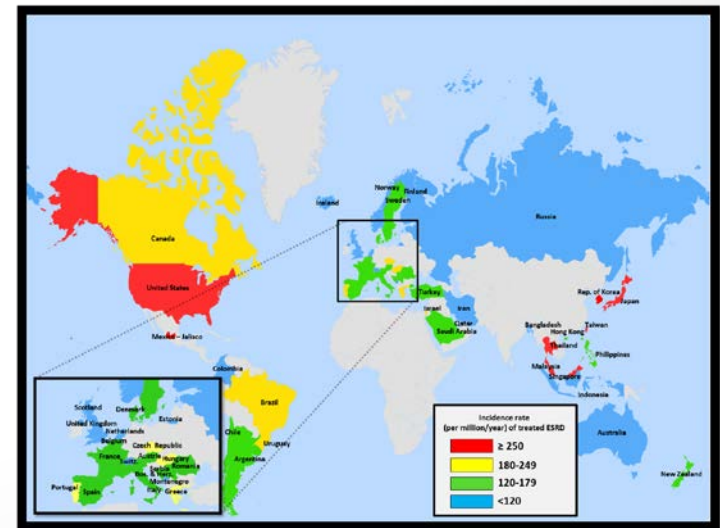 Norway
Finland
Sweden
Iceland
Russia
Canada
United States
Turkey
Israel
Iran
Qatar
Saudi Arabia
Rep. of Korea
Japan
Bangladesh
Taiwan
Hong Kong
Thailand
Philippines
Malaysia
Singapore
Indonesia
Mexico – Jalisco
Colombia
Brazil
Chile
Uruguay
Argentina
Australia
New Zealand
Scotland
Denmark
Estonia
United Kingdom
Netherlands
Belgium
Czech Republic
France
Austria
Hungary
Switz.
Romania
Serbia
Bos. & Herz.
Montenegro
Portugal
Spain
Italy
Greece
Incidence rate
(per million/year) of treated ESRD
≥ 250
180-249
120-179
<120